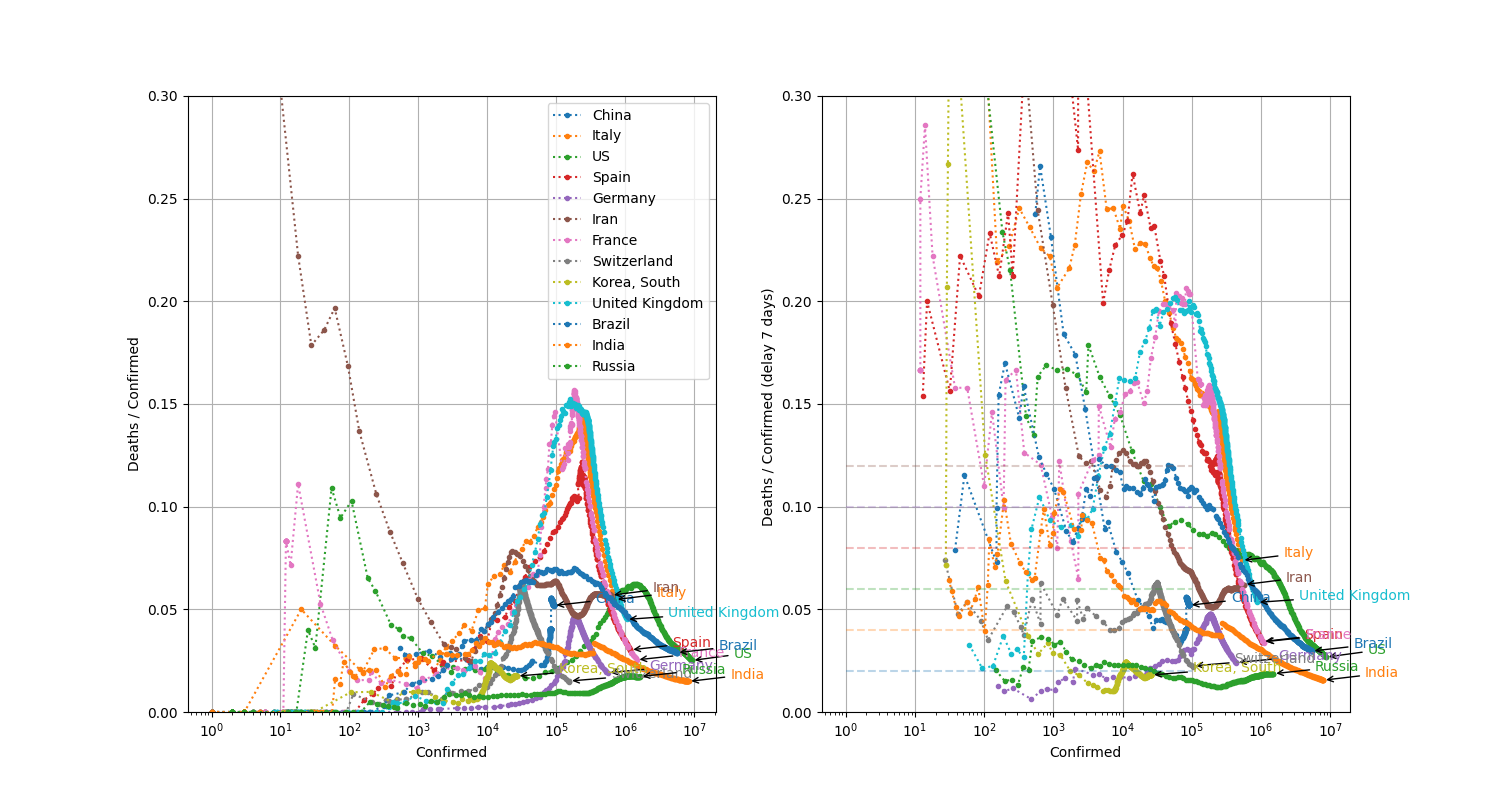 0.30
0.25
0.20
0.15
0.10
0.05
0.00
Deaths / Confirmed
10^0 10^1 10^2 10^3 10^4 10^5 10^6 10^7
Confirmed
China
Italy
US
Spain
Germany
Iran
France
Switzerland
Korea, South
United Kingdom
Brazil
India
Russia
Iran
Italy
United Kingdom
Spain
Brazil
US
Germany
Russia
India
0.30
0.25
0.20
0.15
0.10
0.05
0.00
Deaths / Confirmed (delay 7 days)
10^0 10^1 10^2 10^3 10^4 10^5 10^6 10^7
Confirmed
Italy
Iran
China
United Kingdom
Spain
Brazil
US
Switzerland
Korea, South
Russia
India